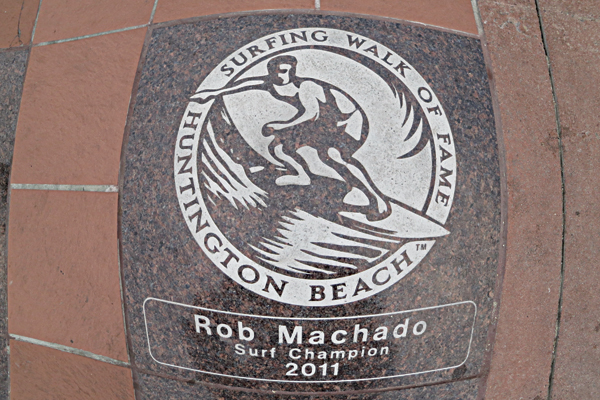 SURFING WALK OF FAME
HUNTINGTON BEACH™
Rob Machado
Surf Champion
2011